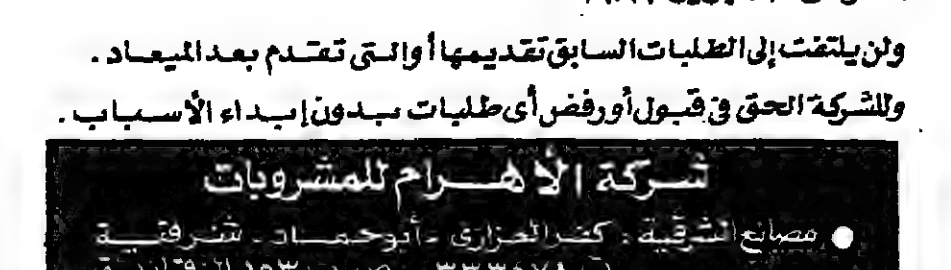 ولن يلتفت إلى الطلبات السابق تقديمها أو التى تقدم بعد الميعاد .
وللشركة الحق فى قبول أو رفض أى طلبات بدون إبداء الأسباب .
شركة الأهرام للمشروبات
● مصانع الشرقية : كفر العزازى - أبوحماد - شرقية